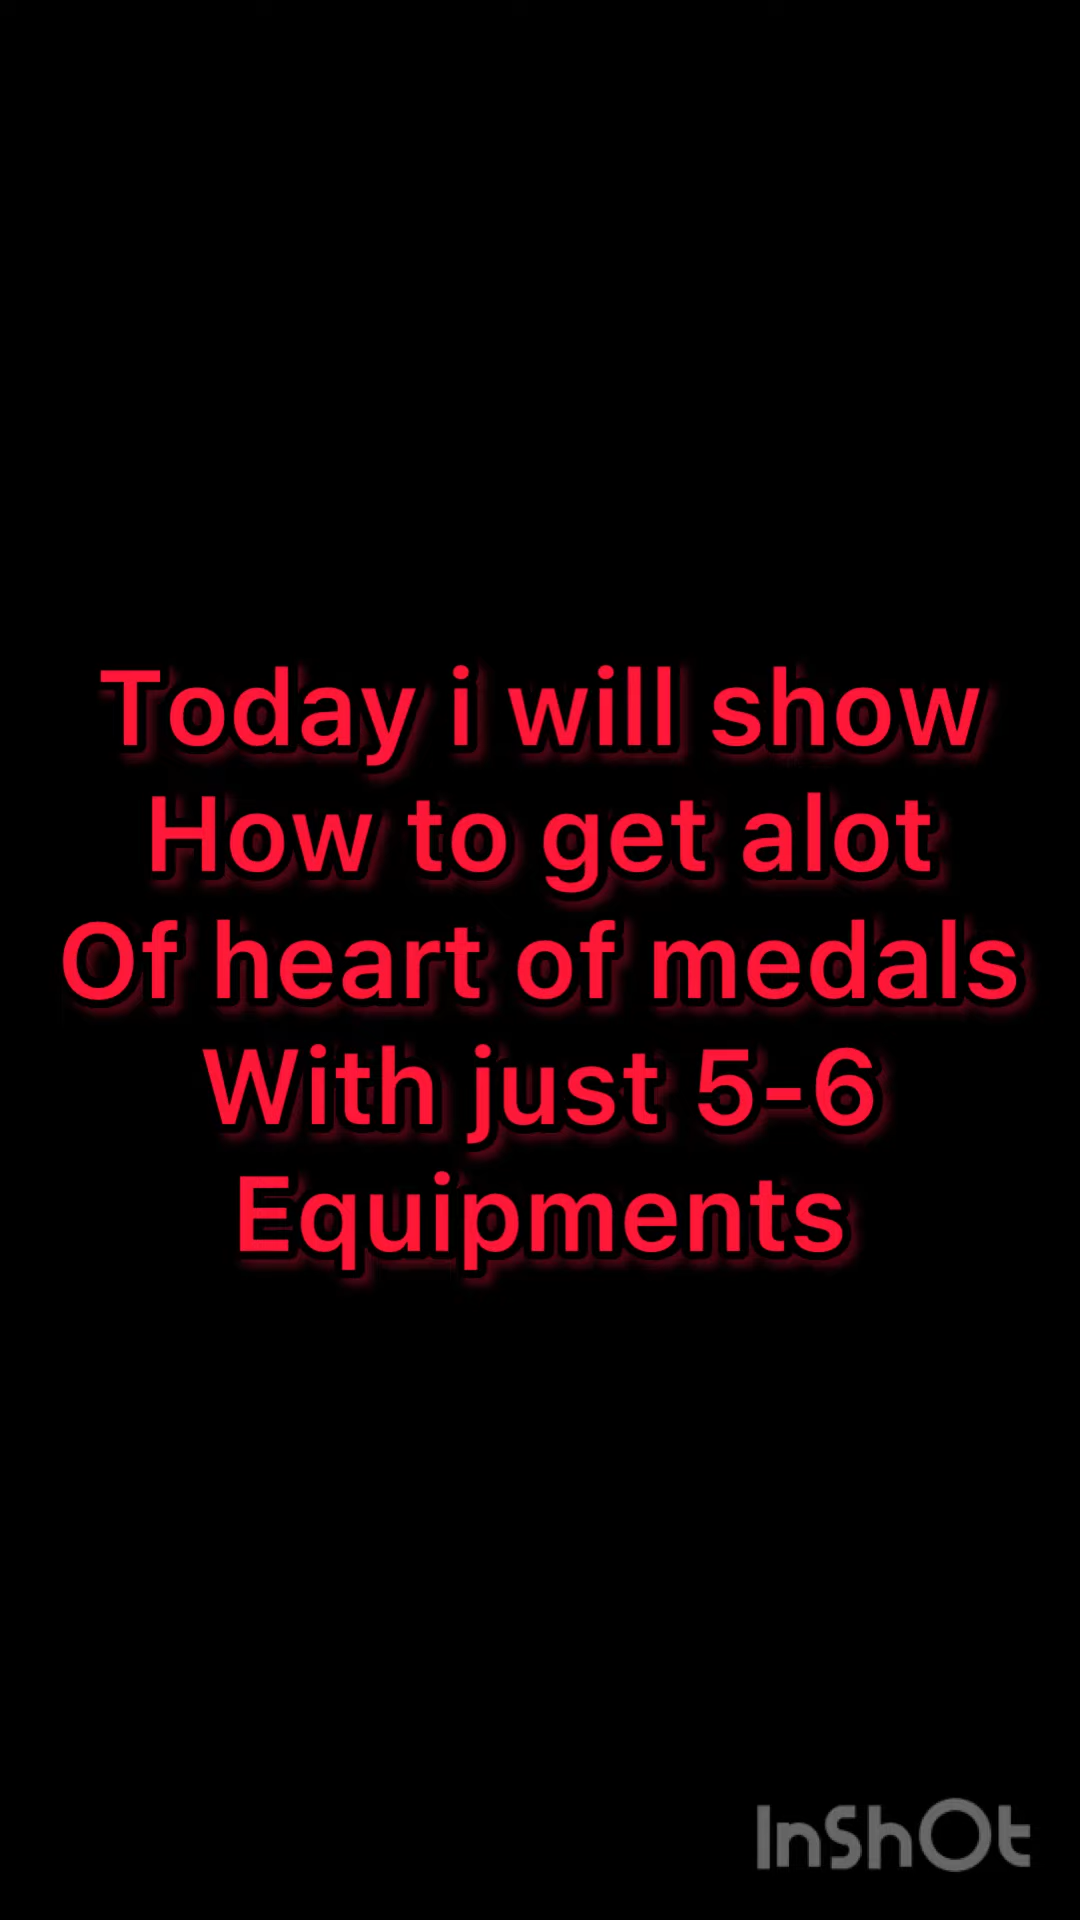 Today i will show
How to get alot
Of heart of medals
With just 5-6
Equipments
InShOt